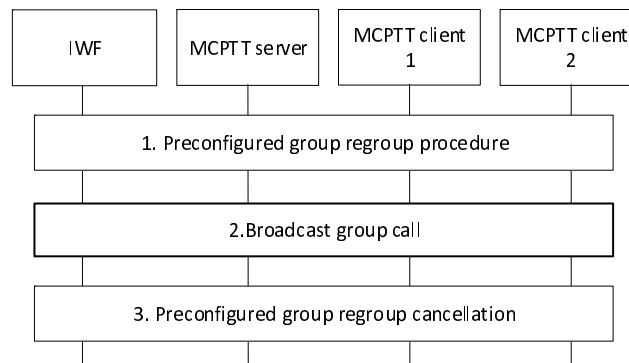 IWF
MCPTT server
MCPTT client
1
MCPTT client
2
1. Preconfigured group regroup procedure
2.Broadcast group call
3. Preconfigured group regroup cancellation